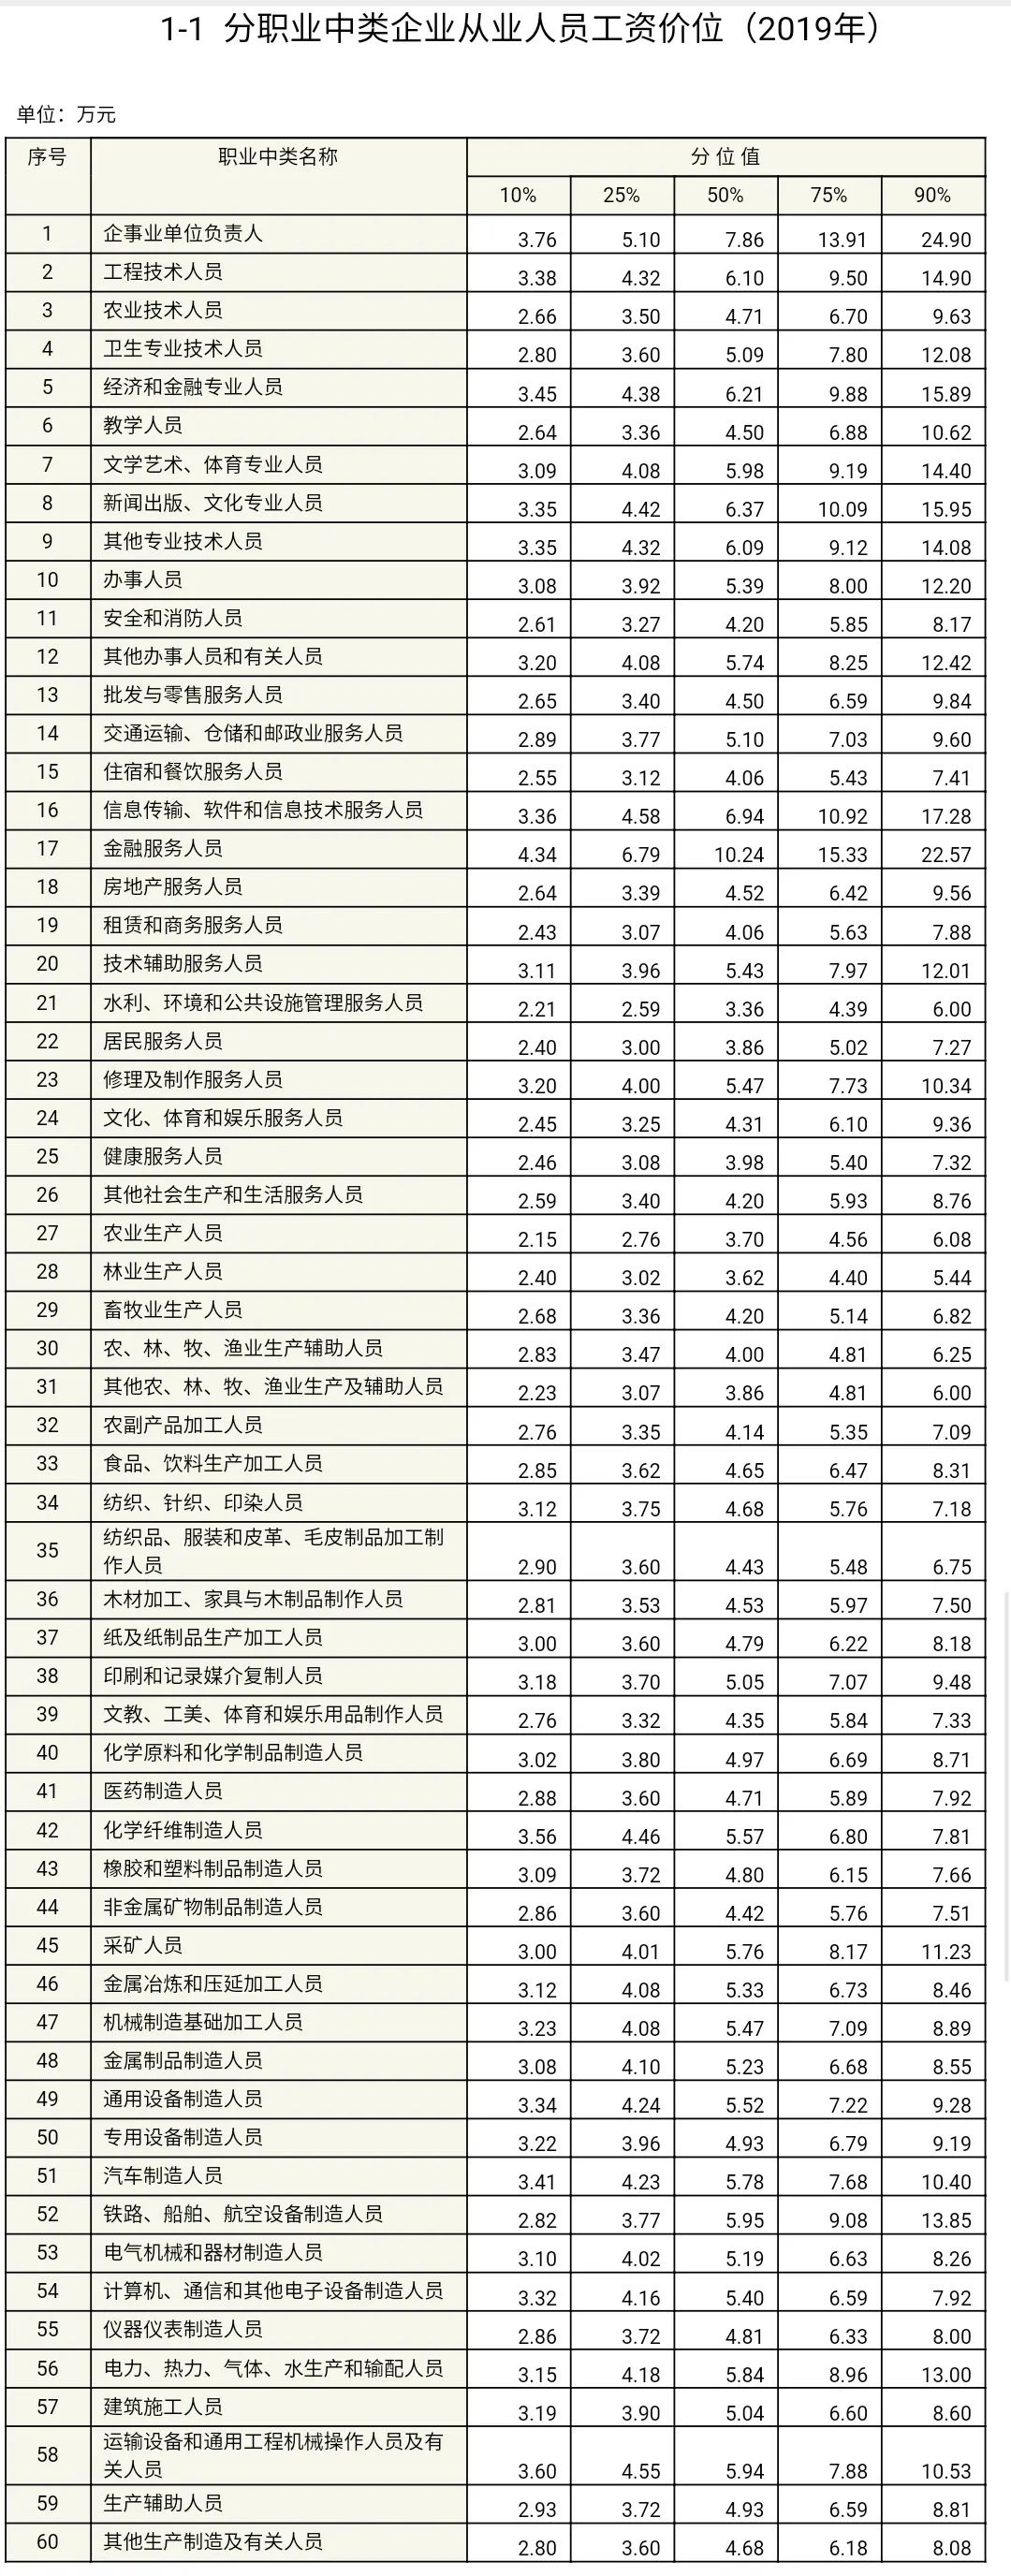 1-1 分职业中类企业从业人员工资价位（2019年）
单位：万元
序号 职业中类名称 分 位 值
10% 25% 50% 75% 90%
1 企事业单位负责人 3.76 5.10 7.86 13.91 24.90
2 工程技术人员 3.38 4.32 6.10 9.50 14.90
3 农业技术人员 2.66 3.50 4.71 6.70 9.63
4 卫生专业技术人员 2.80 3.60 5.09 7.80 12.08
5 经济和金融专业人员 3.45 4.38 6.21 9.88 15.89
6 教学人员 2.64 3.36 4.50 6.88 10.62
7 文学艺术、体育专业人员 3.09 4.08 5.98 9.19 14.40
8 新闻出版、文化专业人员 3.35 4.42 6.37 10.09 15.95
9 其他专业技术人员 3.35 4.32 6.09 9.12 14.08
10 办事人员 3.08 3.92 5.39 8.00 12.20
11 安全和消防人员 2.61 3.27 4.20 5.85 8.17
12 其他办事人员和有关人员 3.20 4.08 5.74 8.25 12.42
13 批发与零售服务人员 2.65 3.40 4.50 6.59 9.84
14 交通运输、仓储和邮政业服务人员 2.89 3.77 5.10 7.03 9.60
15 住宿和餐饮服务人员 2.55 3.12 4.06 5.43 7.41
16 信息传输、软件和信息技术服务人员 3.36 4.58 6.94 10.92 17.28
17 金融服务人员 4.34 6.79 10.24 15.33 22.57
18 房地产服务人员 2.64 3.39 4.52 6.42 9.56
19 租赁和商务服务人员 2.43 3.07 4.06 5.63 7.88
20 技术辅助服务人员 3.11 3.96 5.43 7.97 12.01
21 水利、环境和公共设施管理服务人员 2.21 2.59 3.36 4.39 6.00
22 居民服务人员 2.40 3.00 3.86 5.02 7.27
23 修理及制作服务人员 3.20 4.00 5.47 7.73 10.34
24 文化、体育和娱乐服务人员 2.45 3.25 4.31 6.10 9.36
25 健康服务人员 2.46 3.08 3.98 5.40 7.32
26 其他社会生产和生活服务人员 2.59 3.40 4.20 5.93 8.76
27 农业生产人员 2.15 2.76 3.70 4.56 6.08
28 林业生产人员 2.40 3.02 3.62 4.40 5.44
29 畜牧业生产人员 2.68 3.36 4.20 5.14 6.82
30 农、林、牧、渔业生产辅助人员 2.83 3.47 4.00 4.81 6.25
31 其他农、林、牧、渔业生产及辅助人员 2.23 3.07 3.86 4.81 6.00
32 农副产品加工人员 2.76 3.35 4.14 5.35 7.09
33 食品、饮料生产加工人员 2.85 3.62 4.65 6.47 8.31
34 纺织、针织、印染人员 3.12 3.75 4.68 5.76 7.18
35 纺织品、服装和皮革、毛皮制品加工制
作人员 2.90 3.60 4.43 5.48 6.75
36 木材加工、家具与木制品制作人员 2.81 3.53 4.53 5.97 7.50
37 纸及纸制品生产加工人员 3.00 3.60 4.79 6.22 8.18
38 印刷和记录媒介复制人员 3.18 3.70 5.05 7.07 9.48
39 文教、工美、体育和娱乐用品制作人员 2.76 3.32 4.35 5.84 7.33
40 化学原料和化学制品制造人员 3.02 3.80 4.97 6.69 8.71
41 医药制造人员 2.88 3.60 4.71 5.89 7.92
42 化学纤维制造人员 3.56 4.46 5.57 6.80 7.81
43 橡胶和塑料制品制造人员 3.09 3.72 4.80 6.15 7.66
44 非金属矿物制品制造人员 2.86 3.60 4.42 5.76 7.51
45 采矿人员 3.00 4.01 5.76 8.17 11.23
46 金属冶炼和压延加工人员 3.12 4.08 5.33 6.73 8.46
47 机械制造基础加工人员 3.23 4.08 5.47 7.09 8.89
48 金属制品制造人员 3.08 4.10 5.23 6.68 8.55
49 通用设备制造人员 3.34 4.24 5.52 7.22 9.28
50 专用设备制造人员 3.22 3.96 4.93 6.79 9.19
51 汽车制造人员 3.41 4.23 5.78 7.68 10.40
52 铁路、船舶、航空设备制造人员 2.82 3.77 5.95 9.08 13.85
53 电气机械和器材制造人员 3.10 4.02 5.19 6.63 8.26
54 计算机、通信和其他电子设备制造人员 3.32 4.16 5.40 6.59 7.92
55 仪器仪表制造人员 2.86 3.72 4.81 6.33 8.00
56 电力、热力、气体、水生产和输配人员 3.15 4.18 5.84 8.96 13.00
57 建筑施工人员 3.19 3.90 5.04 6.60 8.60
58 运输设备和通用工程机械操作人员及有
关人员 3.60 4.55 5.94 7.88 10.53
59 生产辅助人员 2.93 3.72 4.93 6.59 8.81
60 其他生产制造及有关人员 2.80 3.60 4.68 6.18 8.08